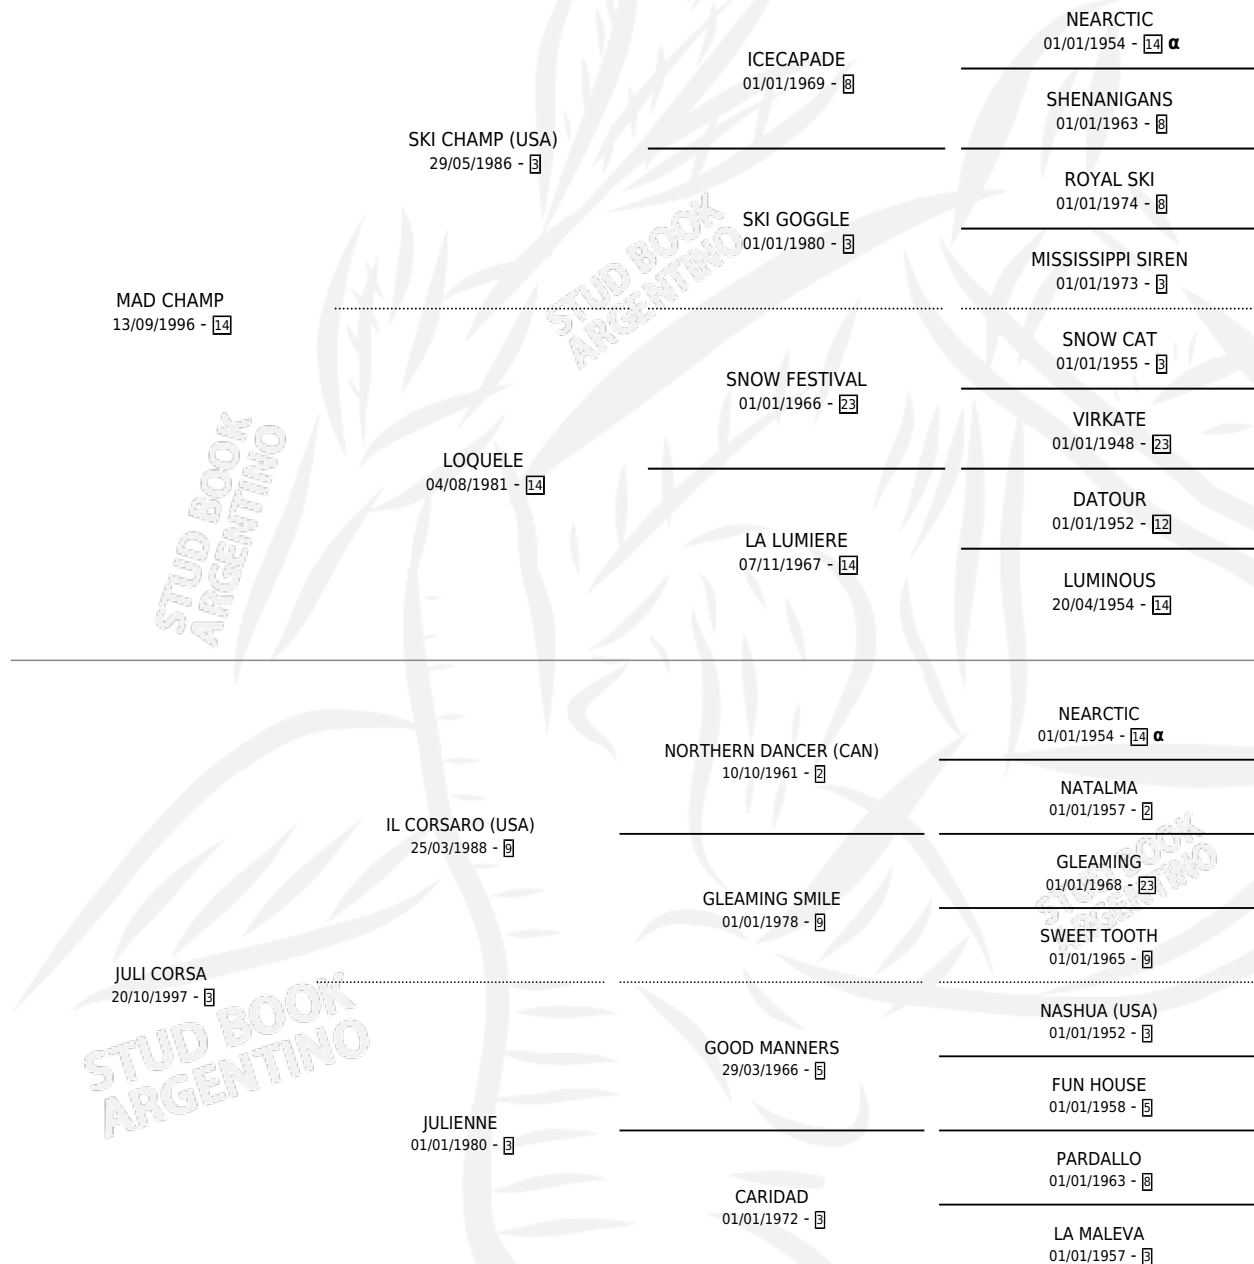 NEARCTIC
01/01/1954 - 14 α
ICECAPADE
01/01/1969 - 8
SHENANIGANS
01/01/1963 - 8
SKI CHAMP (USA)
29/05/1986 - 3
ROYAL SKI
01/01/1974 - 8
SKI GOGGLE
01/01/1980 - 3
MISSISSIPPI SIREN
01/01/1973 - 3
STUD BOOK
ARGENTINO
MAD CHAMP
13/09/1996 - 14
SNOW CAT
01/01/1955 - 3
SNOW FESTIVAL
01/01/1966 - 23
VIRKATE
01/01/1948 - 23
LOQUELE
04/08/1981 - 14
DATOUR
01/01/1952 - 12
LA LUMIERE
07/11/1967 - 14
LUMINOUS
20/04/1954 - 14
STUD BOOK
ARGENTINO
NEARCTIC
01/01/1954 - 14 α
NORTHERN DANCER (CAN)
10/10/1961 - 2
NATALMA
01/01/1957 - 2
IL CORSARO (USA)
25/03/1988 - 9
GLEAMING
01/01/1968 - 23
STUD BOOK
ARGENTINO
GLEAMING SMILE
01/01/1978 - 9
SWEET TOOTH
01/01/1965 - 9
JULI CORSA
20/10/1997 - 3
NASHUA (USA)
01/01/1952 - 3
STUD BOOK
ARGENTINO
GOOD MANNERS
29/03/1966 - 5
FUN HOUSE
01/01/1958 - 5
JULIENNE
01/01/1980 - 3
PARDALLO
01/01/1963 - 8
CARIDAD
01/01/1972 - 3
LA MALEVA
01/01/1957 - 3